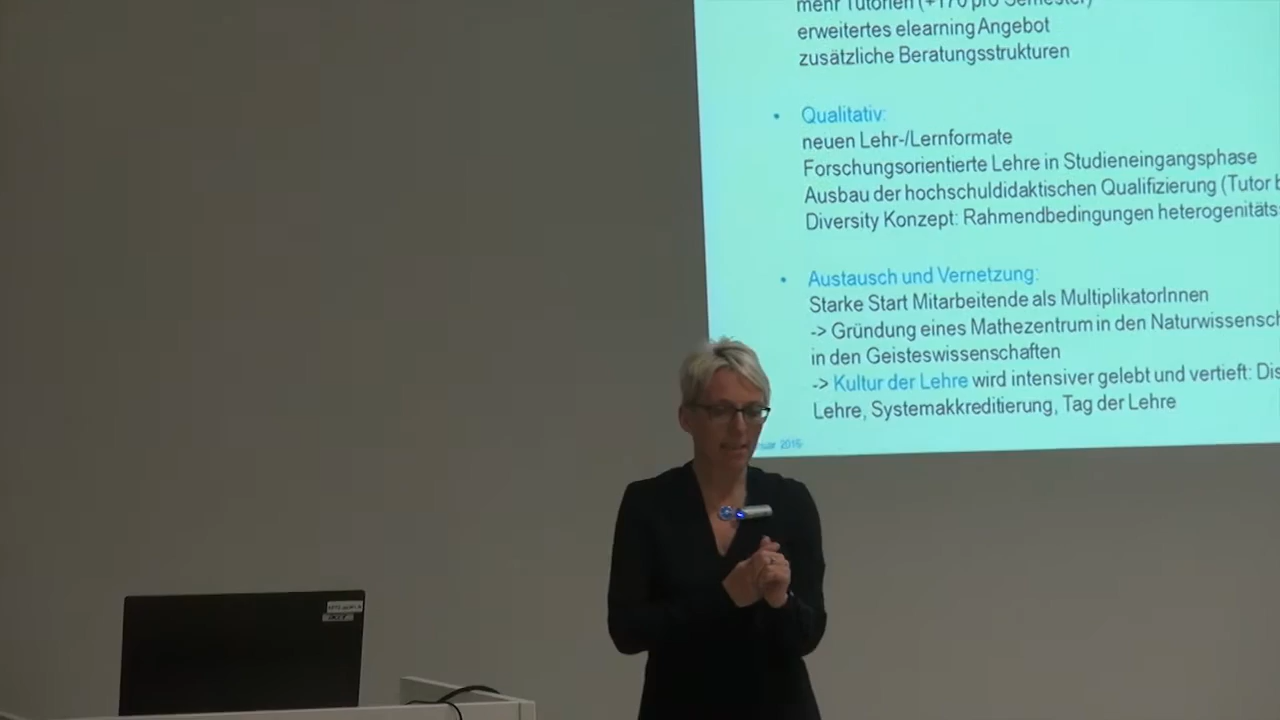 mehr Tutorien (+170 pro Semester)
erweitertes elearning Angebot
zusätzliche Beratungsstrukturen
• Qualitativ:
neuen Lehr-/Lernformate
Forschungsorientierte Lehre in Studieneingangsphase
Ausbau der hochschuldidaktischen Qualifizierung (Tutor b
Diversity Konzept: Rahmendbedingungen heterogenitäts
• Austausch und Vernetzung:
Starke Start Mitarbeitende als MultiplikatorInnen
-> Gründung eines Mathezentrum in den Naturwissensch
in den Geisteswissenschaften
-> Kultur der Lehre wird intensiver gelebt und vertieft: Dis
Lehre, Systemakkreditierung, Tag der Lehre
nuar 2016